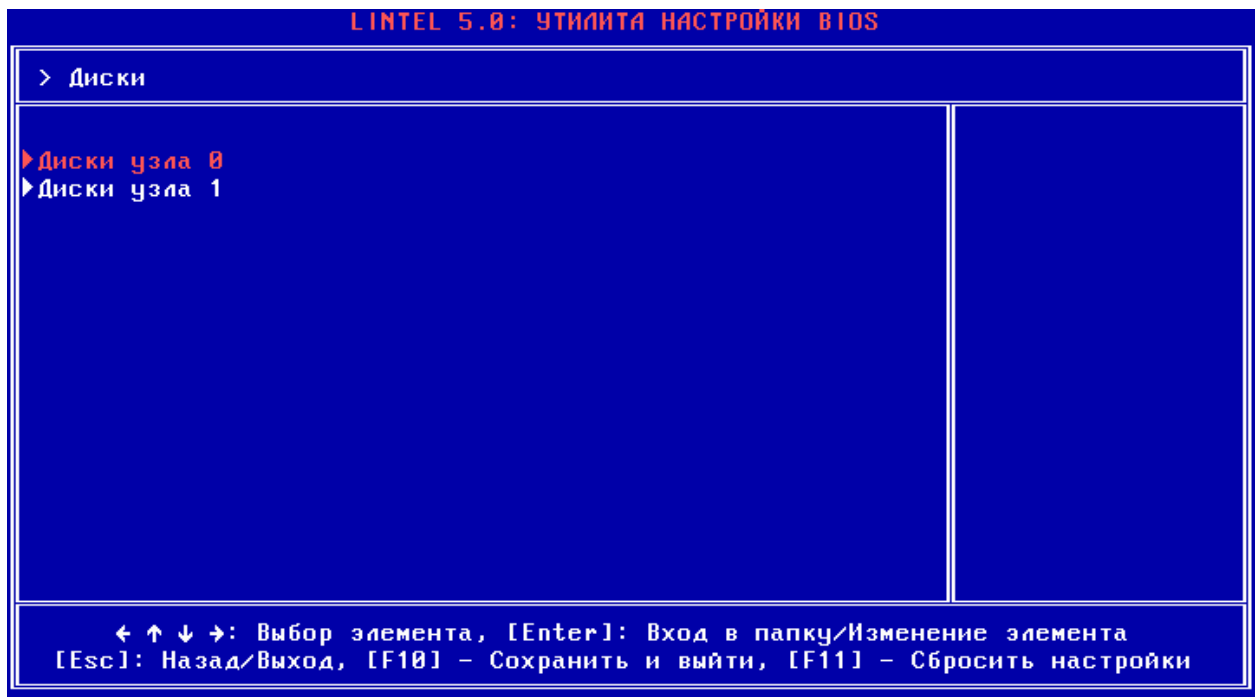 LINTEL 5.0: УТИЛИТА НАСТРОЙКИ BIOS
> Диски
Диски узла 0
Диски узла 1
← ↑ ↓ →: Выбор элемента, [Enter]: Вход в папку/Изменение элемента
[Esc]: Назад/Выход, [F10] – Сохранить и выйти, [F11] – Сбросить настройки